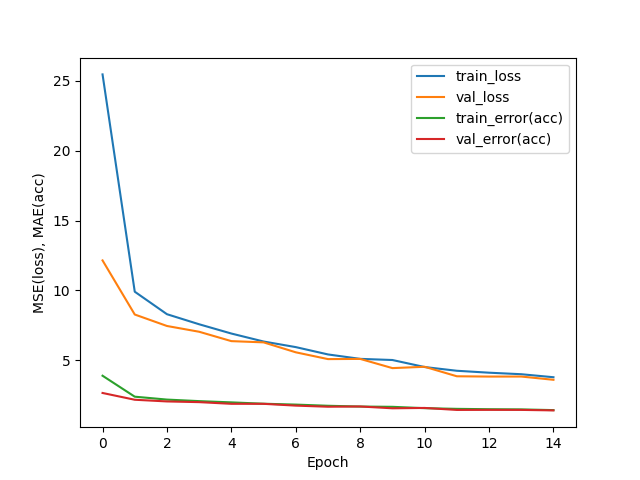 train_loss
val_loss
train_error(acc)
val_error(acc)
MSE(loss), MAE(acc)
25
20
15
10
5
0 2 4 6 8 10 12 14
Epoch